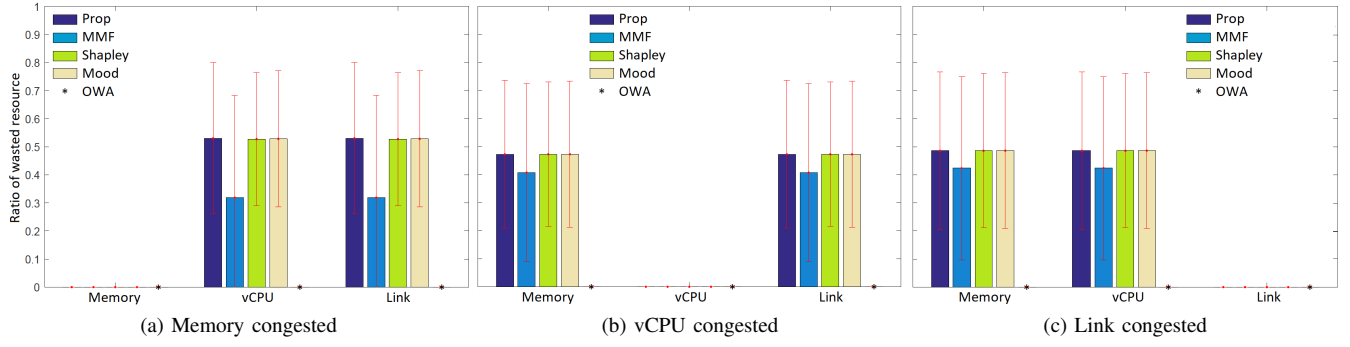 Ratio of wasted resource
1
0.9
0.8
0.7
0.6
0.5
0.4
0.3
0.2
0.1
0
Prop
MMF
Shapley
Mood
* OWA
Memory vCPU Link
(a) Memory congested
Prop
MMF
Shapley
Mood
* OWA
Memory vCPU Link
(b) vCPU congested
Prop
MMF
Shapley
Mood
* OWA
Memory vCPU Link
(c) Link congested